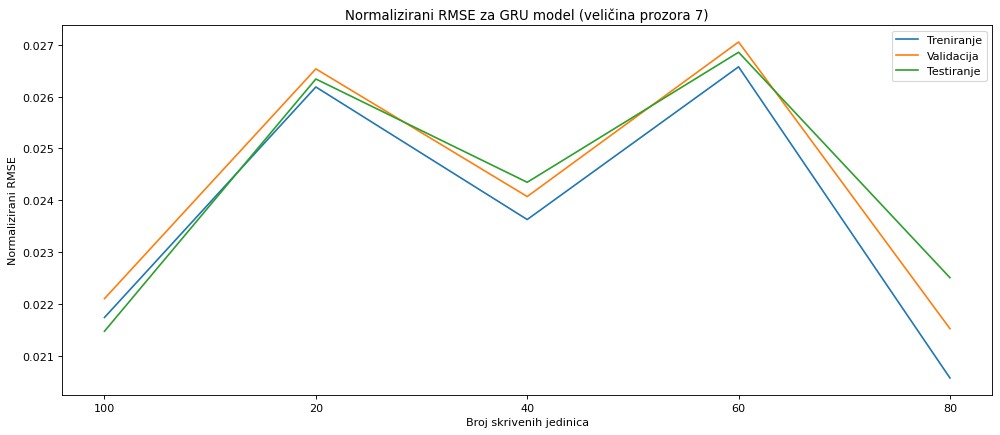 Normalizirani RMSE za GRU model (veličina prozora 7)
Treniranje
Validacija
Testiranje
Normalizirani RMSE
0.027
0.026
0.025
0.024
0.023
0.022
0.021
100 20 40 60 80
Broj skrivenih jedinica